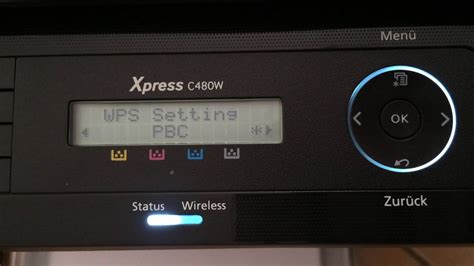 Menü
Xpress C480W
WPS Setting
PBC *
OK
Status Wireless
Zurück